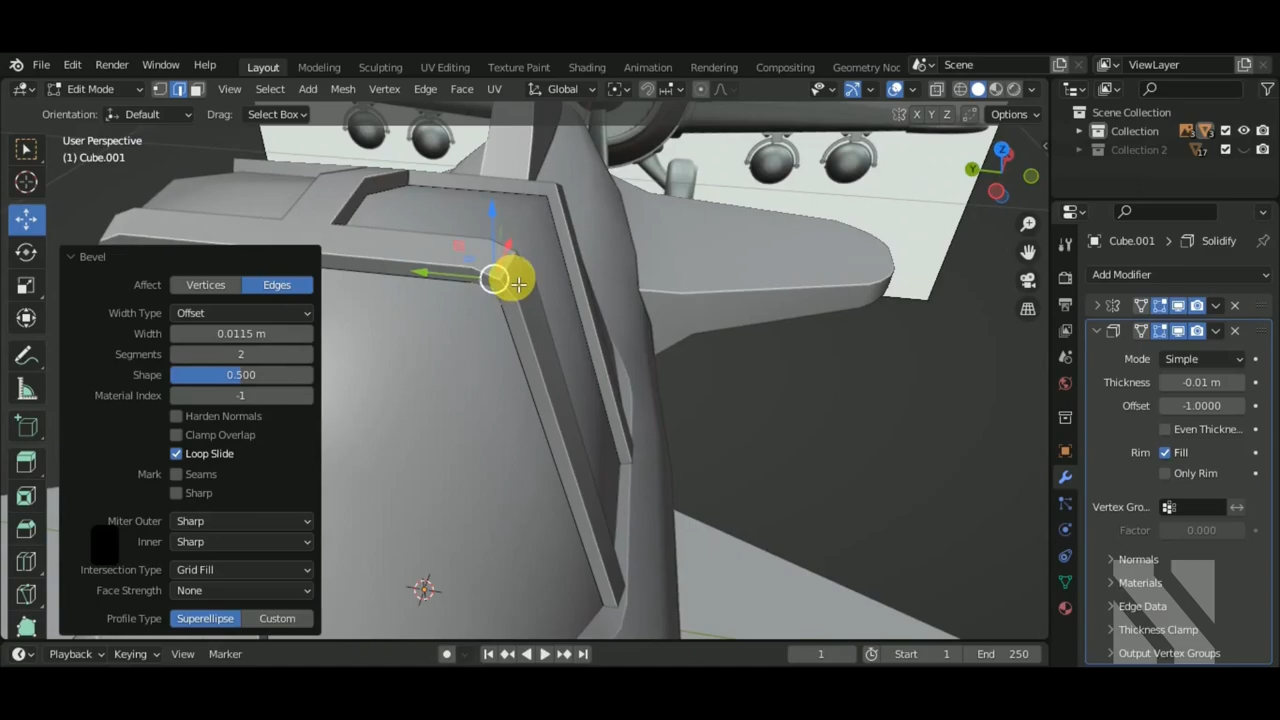 File Edit Render Window Help Layout Modeling Sculpting UV Editing Texture Paint Shading Animation Rendering Compositing Geometry Noc Scene ViewLayer
Edit Mode View Select Add Mesh Vertex Edge Face UV Global
Orientation: Default Drag: Select Box X Y Z Options
User Perspective
(1) Cube.001
Z
Y
Bevel
Affect Vertices Edges
Width Type Offset
Width 0.0115 m
Segments 2
Shape 0.500
Material Index -1
Harden Normals
Clamp Overlap
Loop Slide
Mark Seams
Sharp
Miter Outer Sharp
Inner Sharp
Intersection Type Grid Fill
Face Strength None
Profile Type Superellipse Custom
Scene Collection
Collection 3 3
Collection 2 17
Cube.001 Solidify
Add Modifier
Mode Simple
Thickness -0.01 m
Offset -1.0000
Even Thickne...
Rim Fill
Only Rim
Vertex Gro...
Factor 0.000
Normals
Materials
Edge Data
Thickness Clamp
Output Vertex Groups
Playback Keying View Marker 1 Start 1 End 250